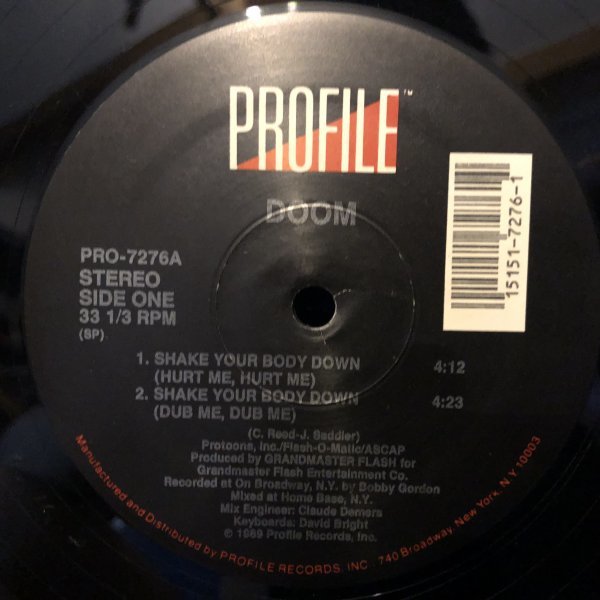 PROFILE™
DOOM
15151-7276-1
PRO-7276A
STEREO
SIDE ONE
33 1/3 RPM
(SP)
1. SHAKE YOUR BODY DOWN 4:12
(HURT ME, HURT ME)
2. SHAKE YOUR BODY DOWN 4:23
(DUB ME, DUB ME)
(C. Reed-J. Saddler)
Protoons, Inc./Flash-O-Matic/ASCAP
Produced by GRANDMASTER FLASH for
Grandmaster Flash Entertainment Co.
Recorded at On Broadway, N.Y. by Bobby Gordon
Mixed at Home Base, N.Y.
Mix Engineer: Claude Demers
Keyboards: David Bright
© 1989 Profile Records, Inc.
Manufactured and Distributed by PROFILE RECORDS, INC. 740 Broadway, New York, N.Y 10003